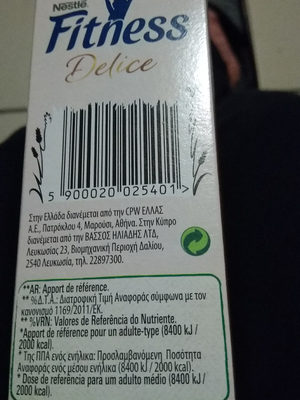 Nestlé
Fitness
Delice
5 900020 025401 >
Στην Ελλάδα διανέμεται από την CPW ΕΛΛΑΣ
Α.Ε., Πατρόκλου 4, Μαρούσι, Αθήνα. Στην Κύπρο
διανέμεται από την ΒΑΣΣΟΣ ΗΛΙΑΔΗΣ ΛΤΔ,
Λευκωσίας 23, Βιομηχανική Περιοχή Δαλίου,
2540 Λευκωσία, τηλ. 22897300.
**AR: Apport de référence.
** %Δ.Τ.Α.: Διατροφική Τιμή Αναφοράς σύμφωνα με τον
κανονισμό 1169/2011/ΕΚ.
**%VRN: Valores de Referência do Nutriente.
*Apport de référence pour un adulte-type (8400 kJ /
2000 kcal).
* Της ΠΠΑ ενός ενήλικα: Προσλαμβανόμενη Ποσότητα
Αναφοράς ενός μέσου ενήλικα (8400 kJ / 2000 kcal).
* Dose de referência para um adulto médio (8400 kJ /
2000 kcal).